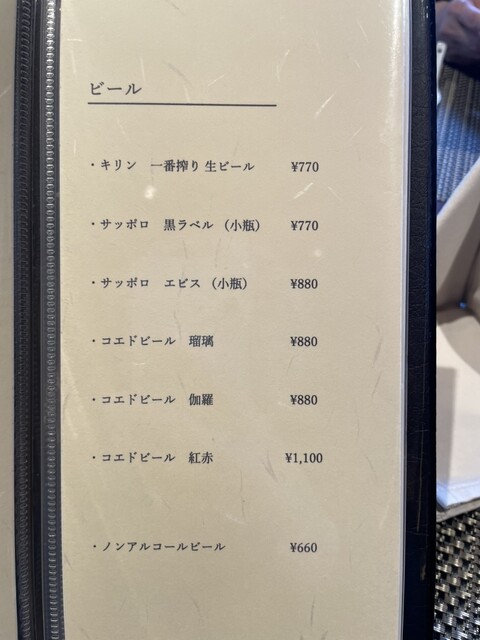 ビール
・キリン 一番搾り 生ビール ¥770
・サッポロ 黒ラベル（小瓶） ¥770
・サッポロ エビス（小瓶） ¥880
・コエドビール 瑠璃 ¥880
・コエドビール 伽羅 ¥880
・コエドビール 紅赤 ¥1,100
・ノンアルコールビール ¥660